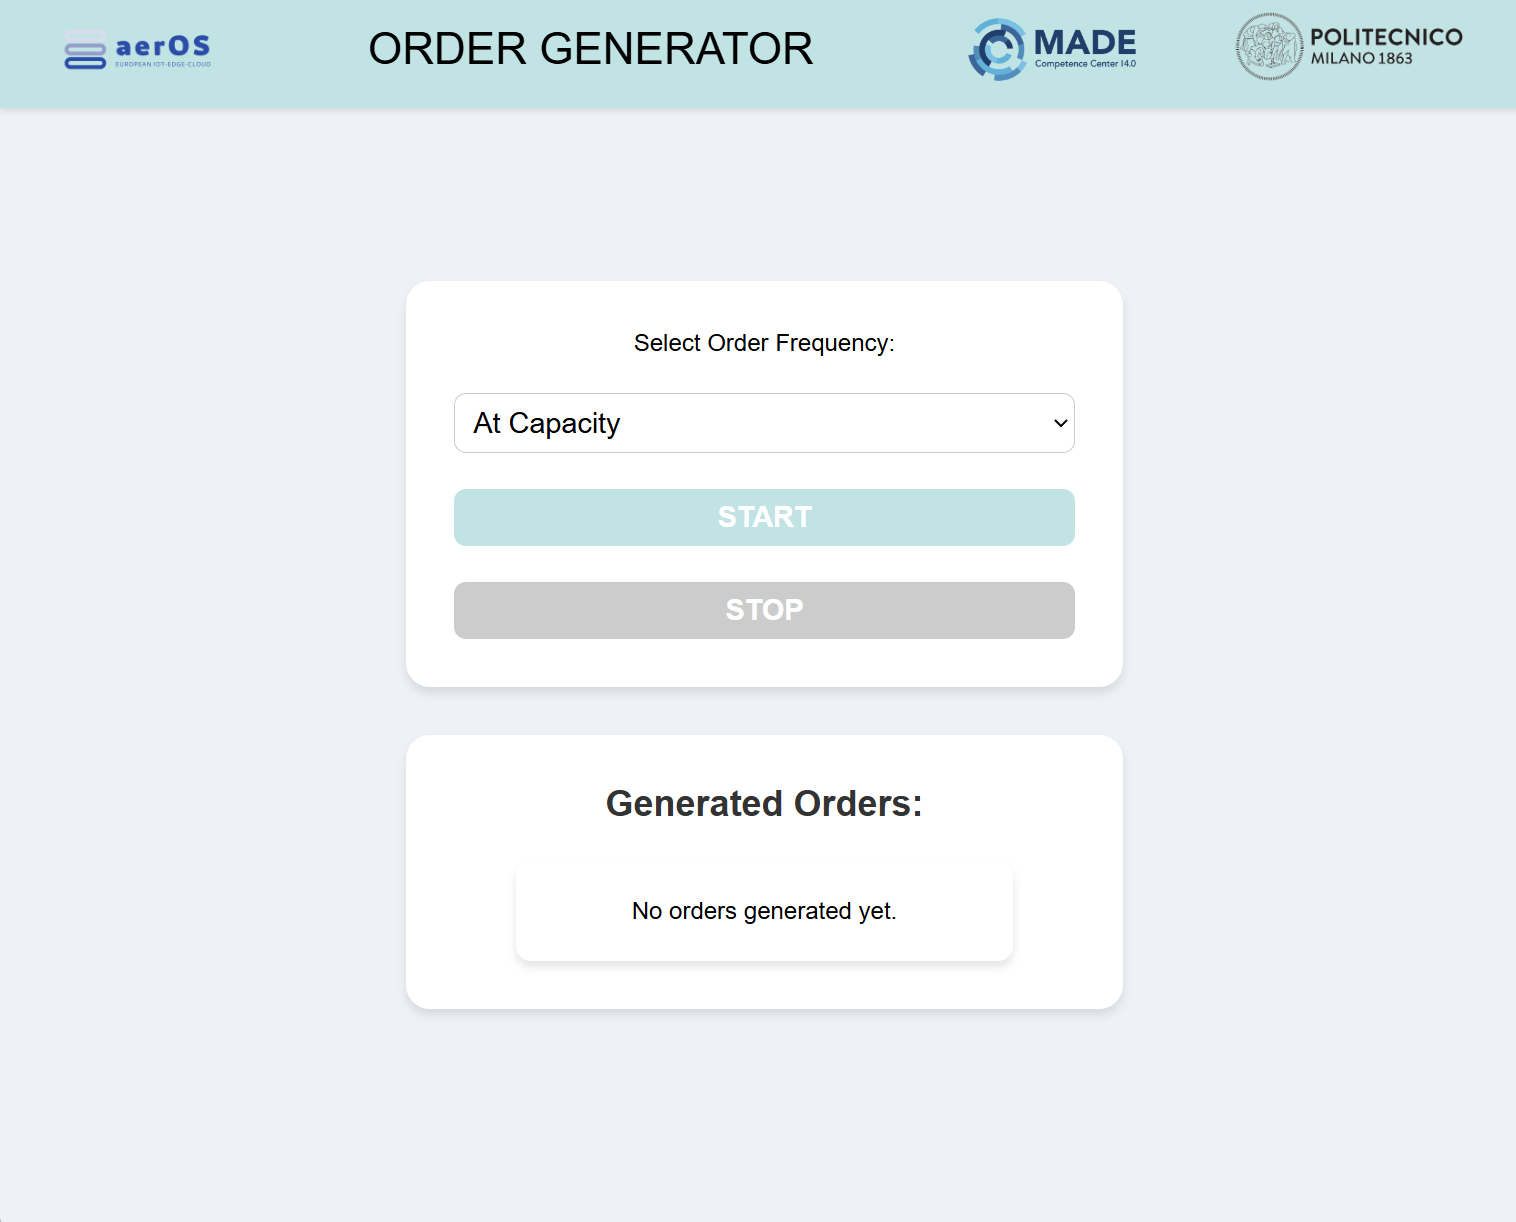 aerOS
EUROPEAN IOT-EDGE-CLOUD
ORDER GENERATOR
MADE
Competence Center I4.0
POLITECNICO
MILANO 1863
Select Order Frequency:
At Capacity
START
STOP
Generated Orders:
No orders generated yet.